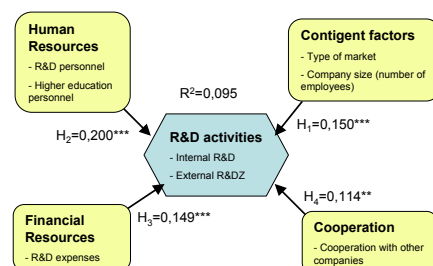 Human
Resources
- R&D personnel
- Higher education
personnel
Contigent factors
- Type of market
- Company size (number of
employees)
R²=0,095
H₂=0,200***
H₁=0,150***
R&D activities
- Internal R&D
- External R&DZ
H₃=0,149***
H₄=0,114**
Financial
Resources
- R&D expenses
Cooperation
- Cooperation with other
companies